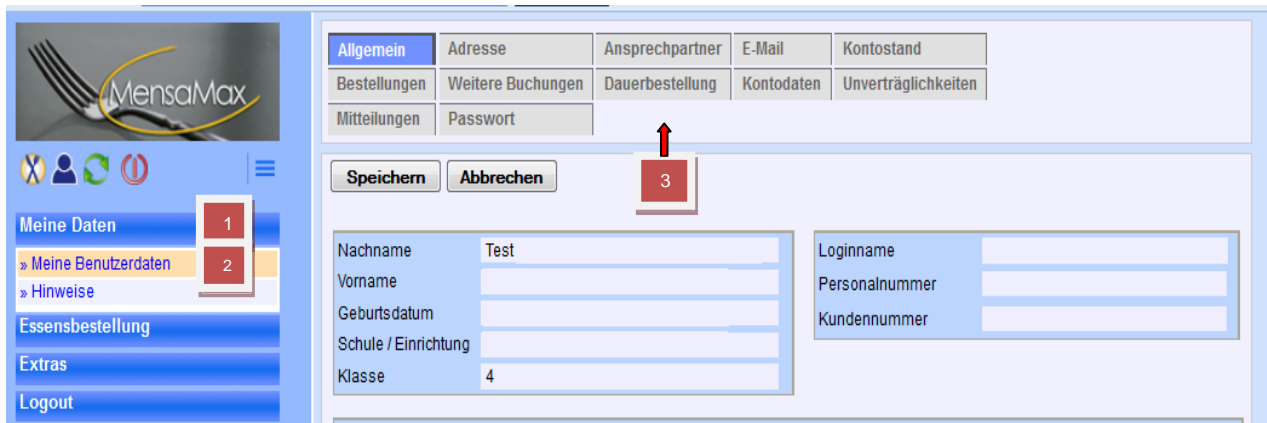 MensaMax
Meine Daten 1
» Meine Benutzerdaten 2
» Hinweise
Essensbestellung
Extras
Logout
Allgemein Adresse Ansprechpartner E-Mail Kontostand
Bestellungen Weitere Buchungen Dauerbestellung Kontodaten Unverträglichkeiten
Mitteilungen Passwort
Speichern Abbrechen 3
Nachname Test
Vorname
Geburtsdatum
Schule / Einrichtung
Klasse 4
Loginname
Personalnummer
Kundennummer